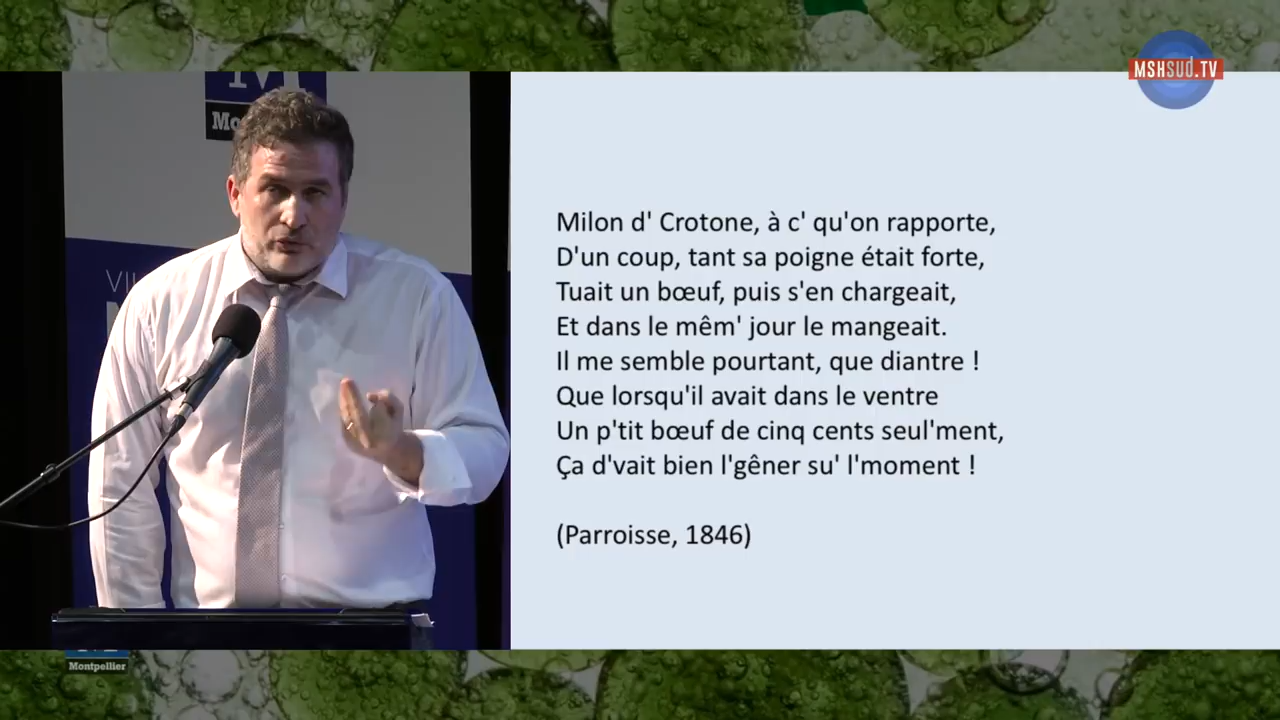 MSHSUD.TV
M
Mo
VIL
Milon d' Crotone, à c' qu'on rapporte,
D'un coup, tant sa poigne était forte,
Tuait un bœuf, puis s'en chargeait,
Et dans le mêm' jour le mangeait.
Il me semble pourtant, que diantre !
Que lorsqu'il avait dans le ventre
Un p'tit bœuf de cinq cents seul'ment,
Ça d'vait bien l'gêner su' l'moment !
(Parroisse, 1846)
Montpellier